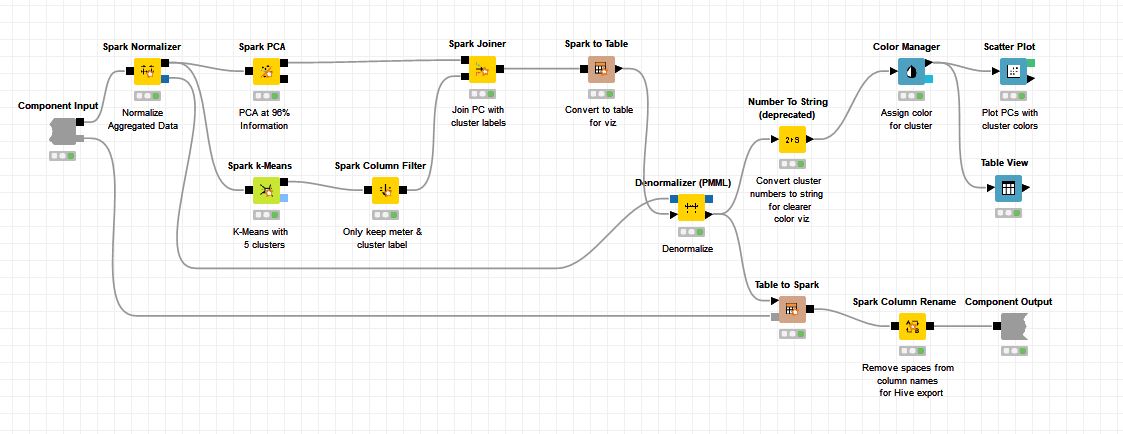 Spark Normalizer
Normalize
Aggregated Data
Spark PCA
PCA at 96%
Information
Spark Joiner
Join PC with
cluster labels
Spark to Table
Convert to table
for viz
Color Manager
Assign color
for cluster
Scatter Plot
Plot PCs with
cluster colors
Component Input
Number To String
(deprecated)
2›S
Convert cluster
numbers to string
for clearer
color viz
Spark k-Means
K-Means with
5 clusters
Spark Column Filter
Only keep meter &
cluster label
Table View
Denormalizer (PMML)
Denormalize
Table to Spark
Spark Column Rename
Remove spaces from
column names
for Hive export
Component Output